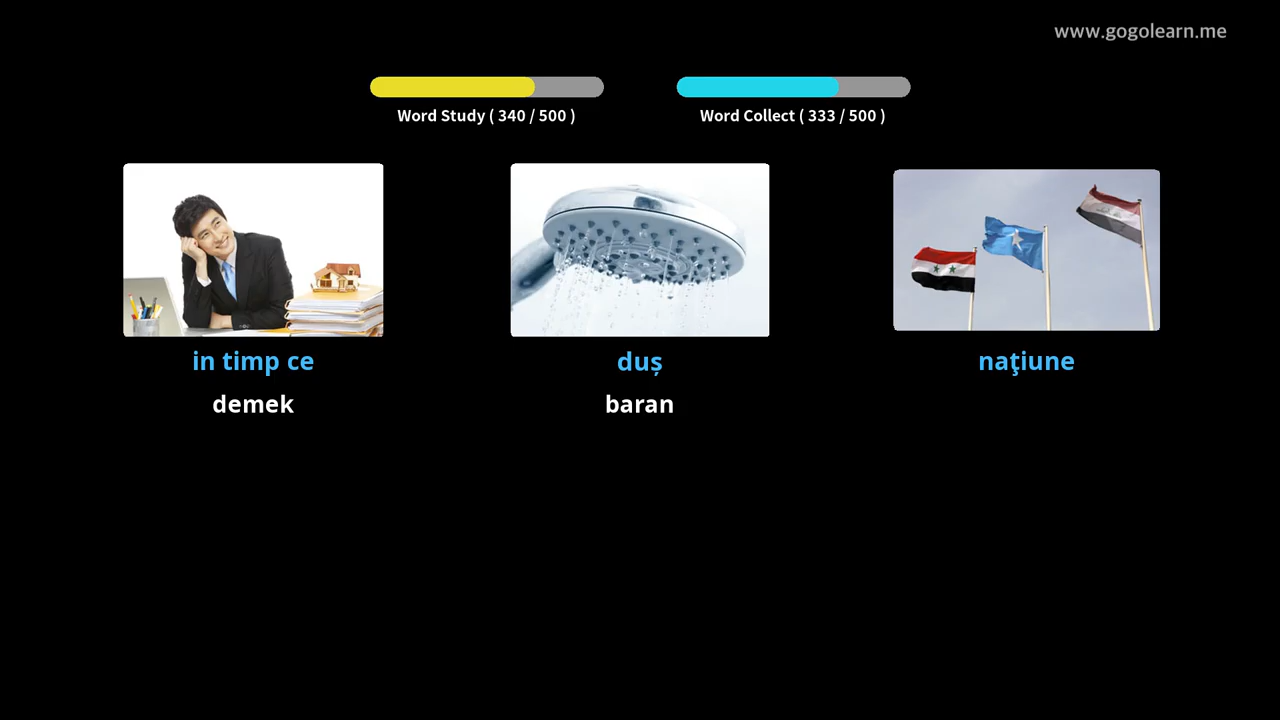 www.gogolearn.me
Word Study ( 340 / 500 )
Word Collect ( 333 / 500 )
in timp ce
duș
naţiune
demek
baran